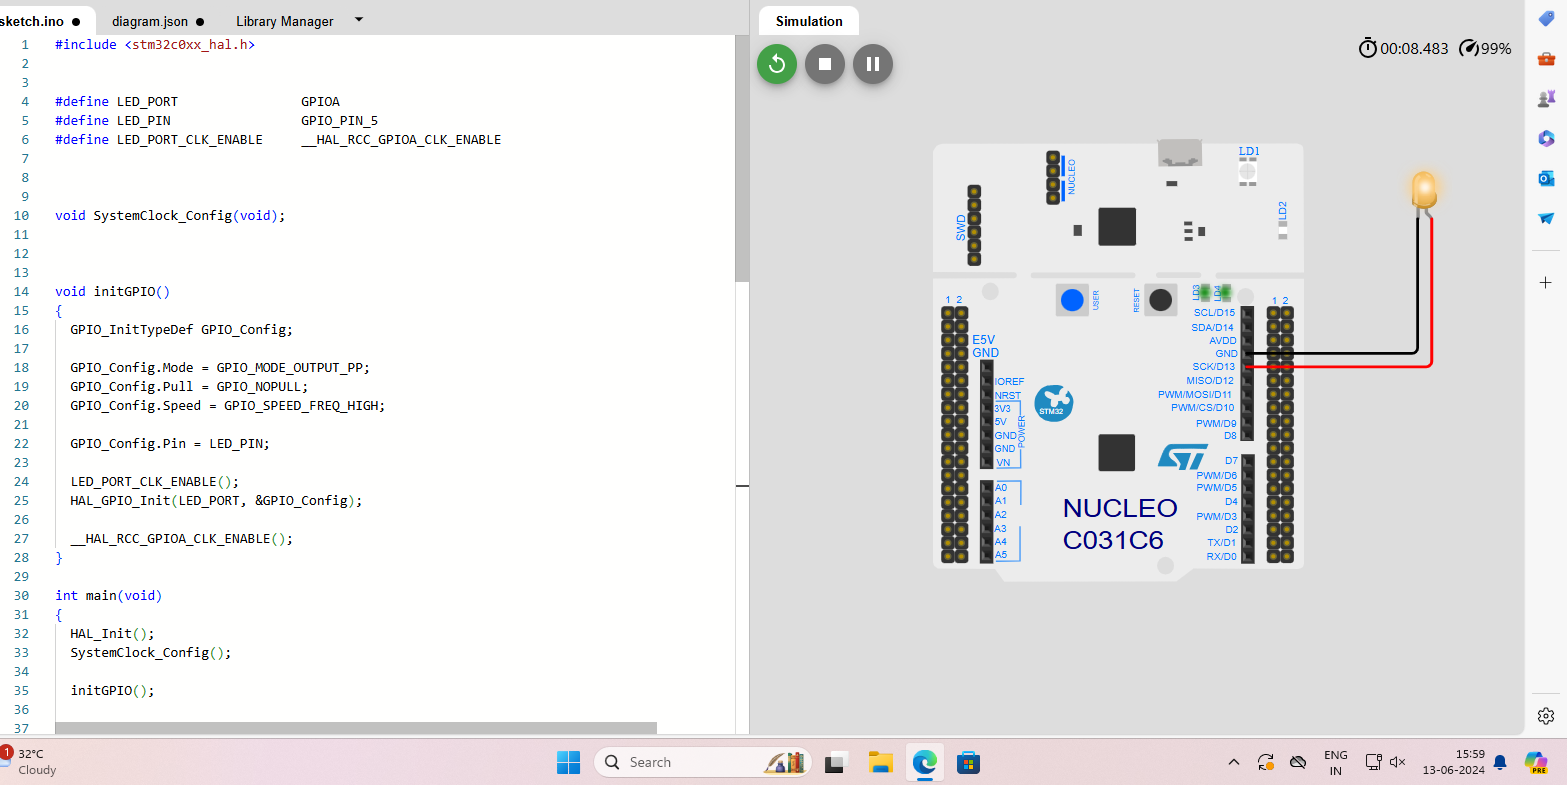 sketch.ino ● diagram.json ● Library Manager
1 #include <stm32c0xx_hal.h>
2
3
4 #define LED_PORT GPIOA
5 #define LED_PIN GPIO_PIN_5
6 #define LED_PORT_CLK_ENABLE __HAL_RCC_GPIOA_CLK_ENABLE
7
8
9
10 void SystemClock_Config(void);
11
12
13
14 void initGPIO()
15 {
16 GPIO_InitTypeDef GPIO_Config;
17
18 GPIO_Config.Mode = GPIO_MODE_OUTPUT_PP;
19 GPIO_Config.Pull = GPIO_NOPULL;
20 GPIO_Config.Speed = GPIO_SPEED_FREQ_HIGH;
21
22 GPIO_Config.Pin = LED_PIN;
23
24 LED_PORT_CLK_ENABLE();
25 HAL_GPIO_Init(LED_PORT, &GPIO_Config);
26
27 __HAL_RCC_GPIOA_CLK_ENABLE();
28 }
29
30 int main(void)
31 {
32 HAL_Init();
33 SystemClock_Config();
34
35 initGPIO();
36
37
Simulation
00:08.483 99%
NUCLEO
LD1
SWD
LD2
USER
RESET
LD3
LD4
1 2
1 2
E5V
GND
IOREF
NRST
3V3
5V
GND
GND
VN
POWER
A0
A1
A2
A3
A4
A5
STM32
ST
NUCLEO
C031C6
SCL/D15
SDA/D14
AVDD
GND
SCK/D13
MISO/D12
PWM/MOSI/D11
PWM/CS/D10
PWM/D9
D8
D7
PWM/D6
PWM/D5
D4
PWM/D3
D2
TX/D1
RX/D0
1
32°C
Cloudy
Search
ENG
IN
15:59
13-06-2024
PRE